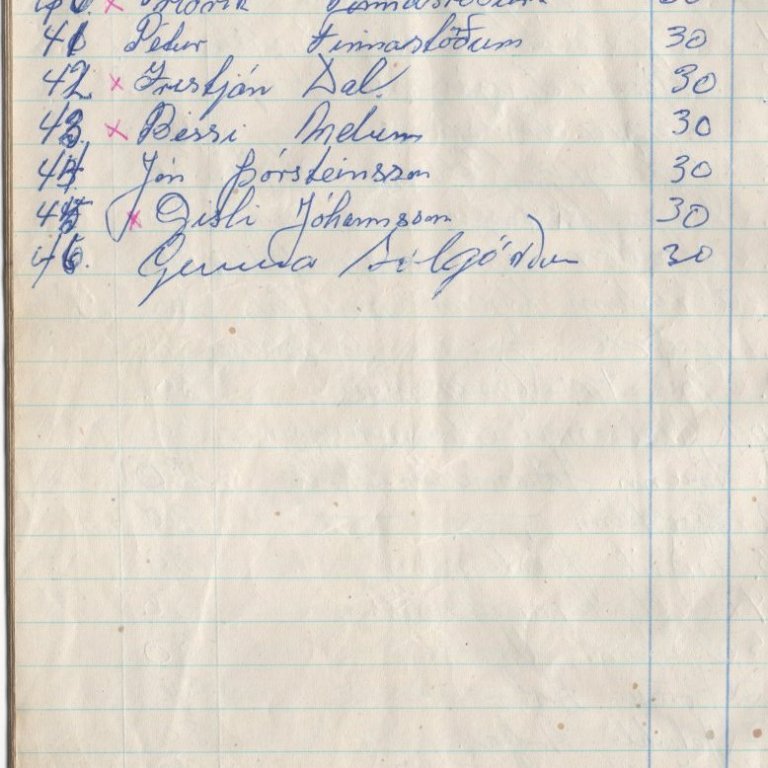 41 Pétur Finnastöðum 30
42 x Kristján Dal 30
43. x Bessi Melum 30
44 Jón Þórsteinsson 30
45 x Gísli Jóhannsson 30
46. Gunnar 30